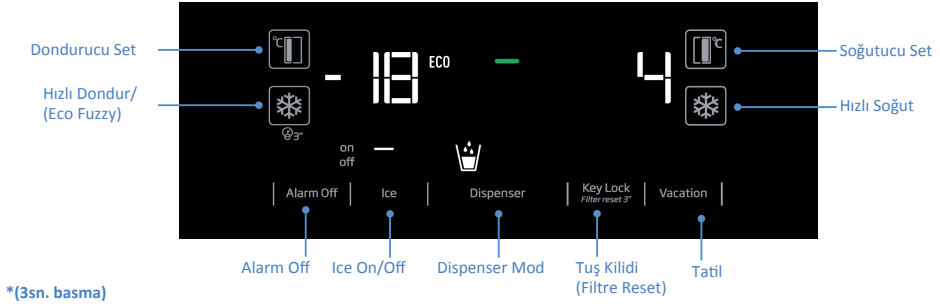 Dondurucu Set
°C
- 18 ECO
4
°C
Soğutucu Set
Hızlı Dondur/
(Eco Fuzzy)
3"
Hızlı Soğut
on
off
Alarm Off
Ice
Dispenser
Key Lock
Filter reset 3"
Vacation
Alarm Off
Ice On/Off
Dispenser Mod
Tuş Kilidi
(Filtre Reset)
Tatil
*(3sn. basma)